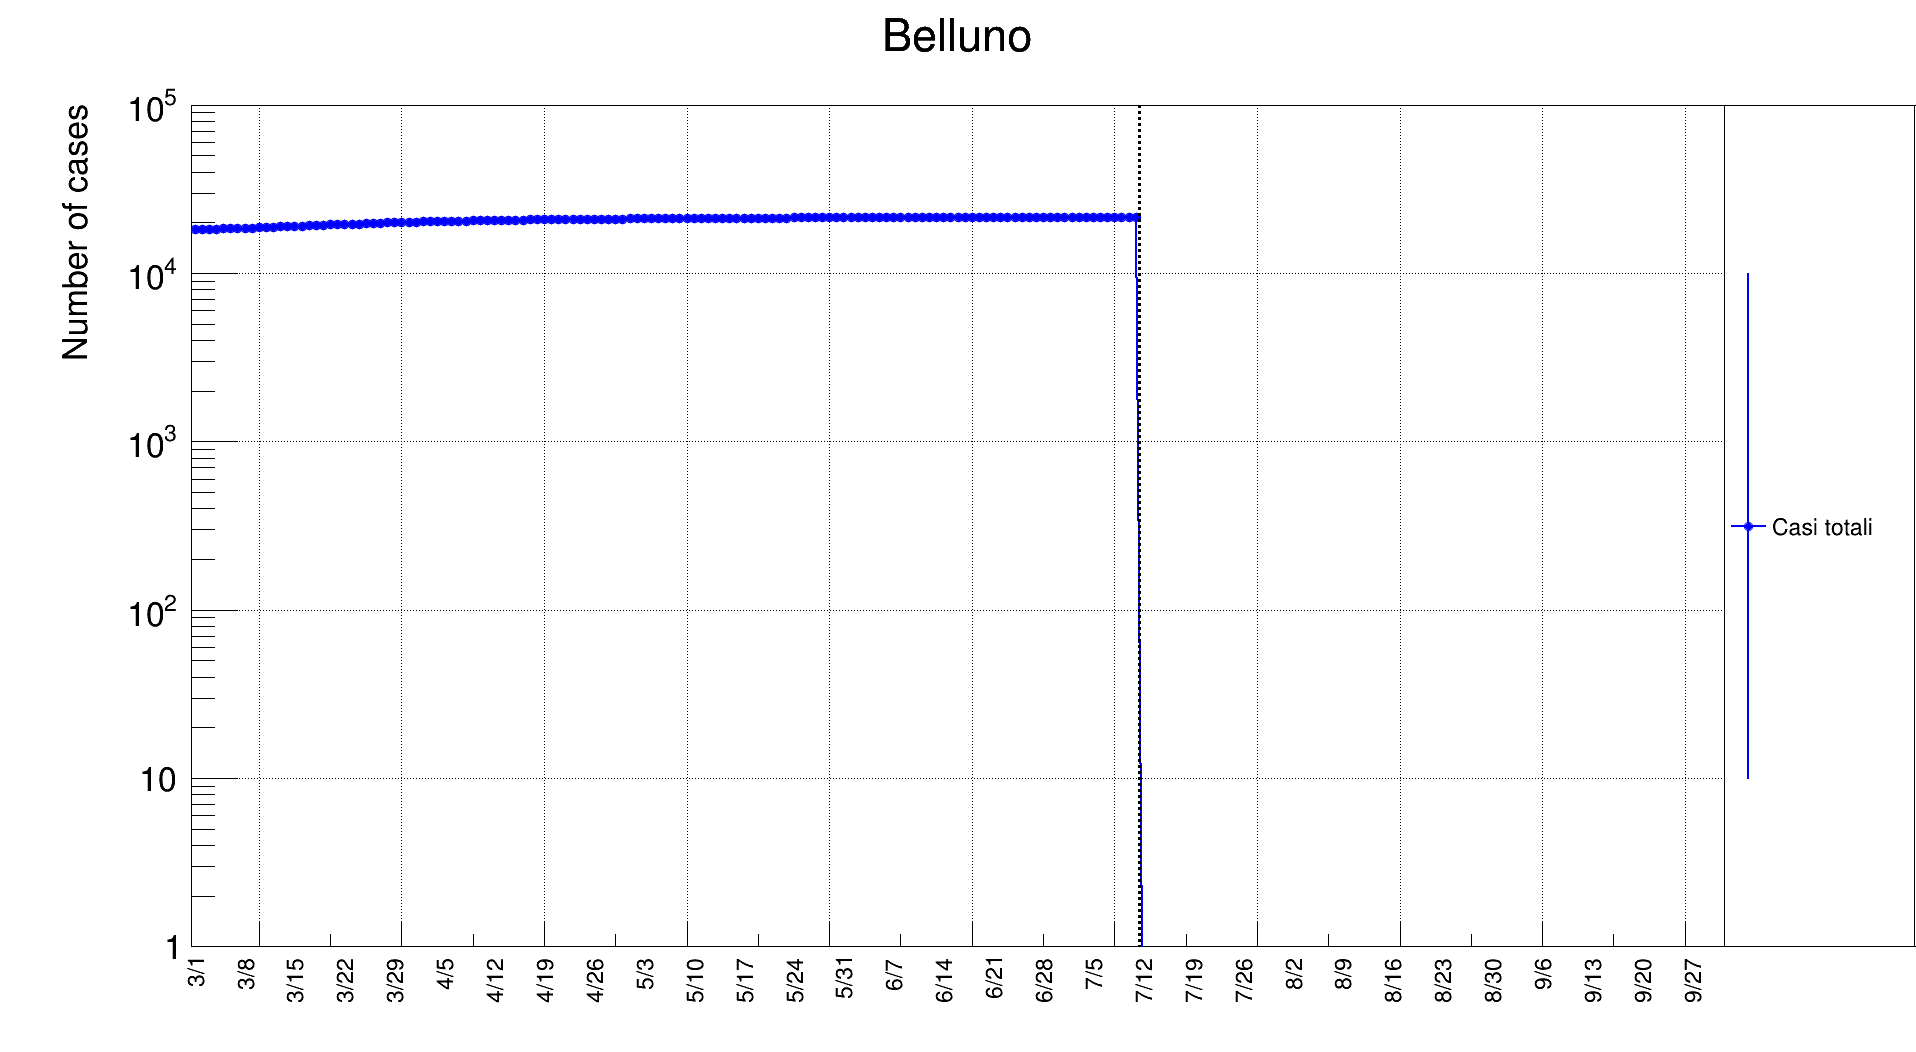 Belluno
Number of cases
10^5
10^4
10^3
10^2
10
1
3/1 3/8 3/15 3/22 3/29 4/5 4/12 4/19 4/26 5/3 5/10 5/17 5/24 5/31 6/7 6/14 6/21 6/28 7/5 7/12 7/19 7/26 8/2 8/9 8/16 8/23 8/30 9/6 9/13 9/20 9/27
Casi totali